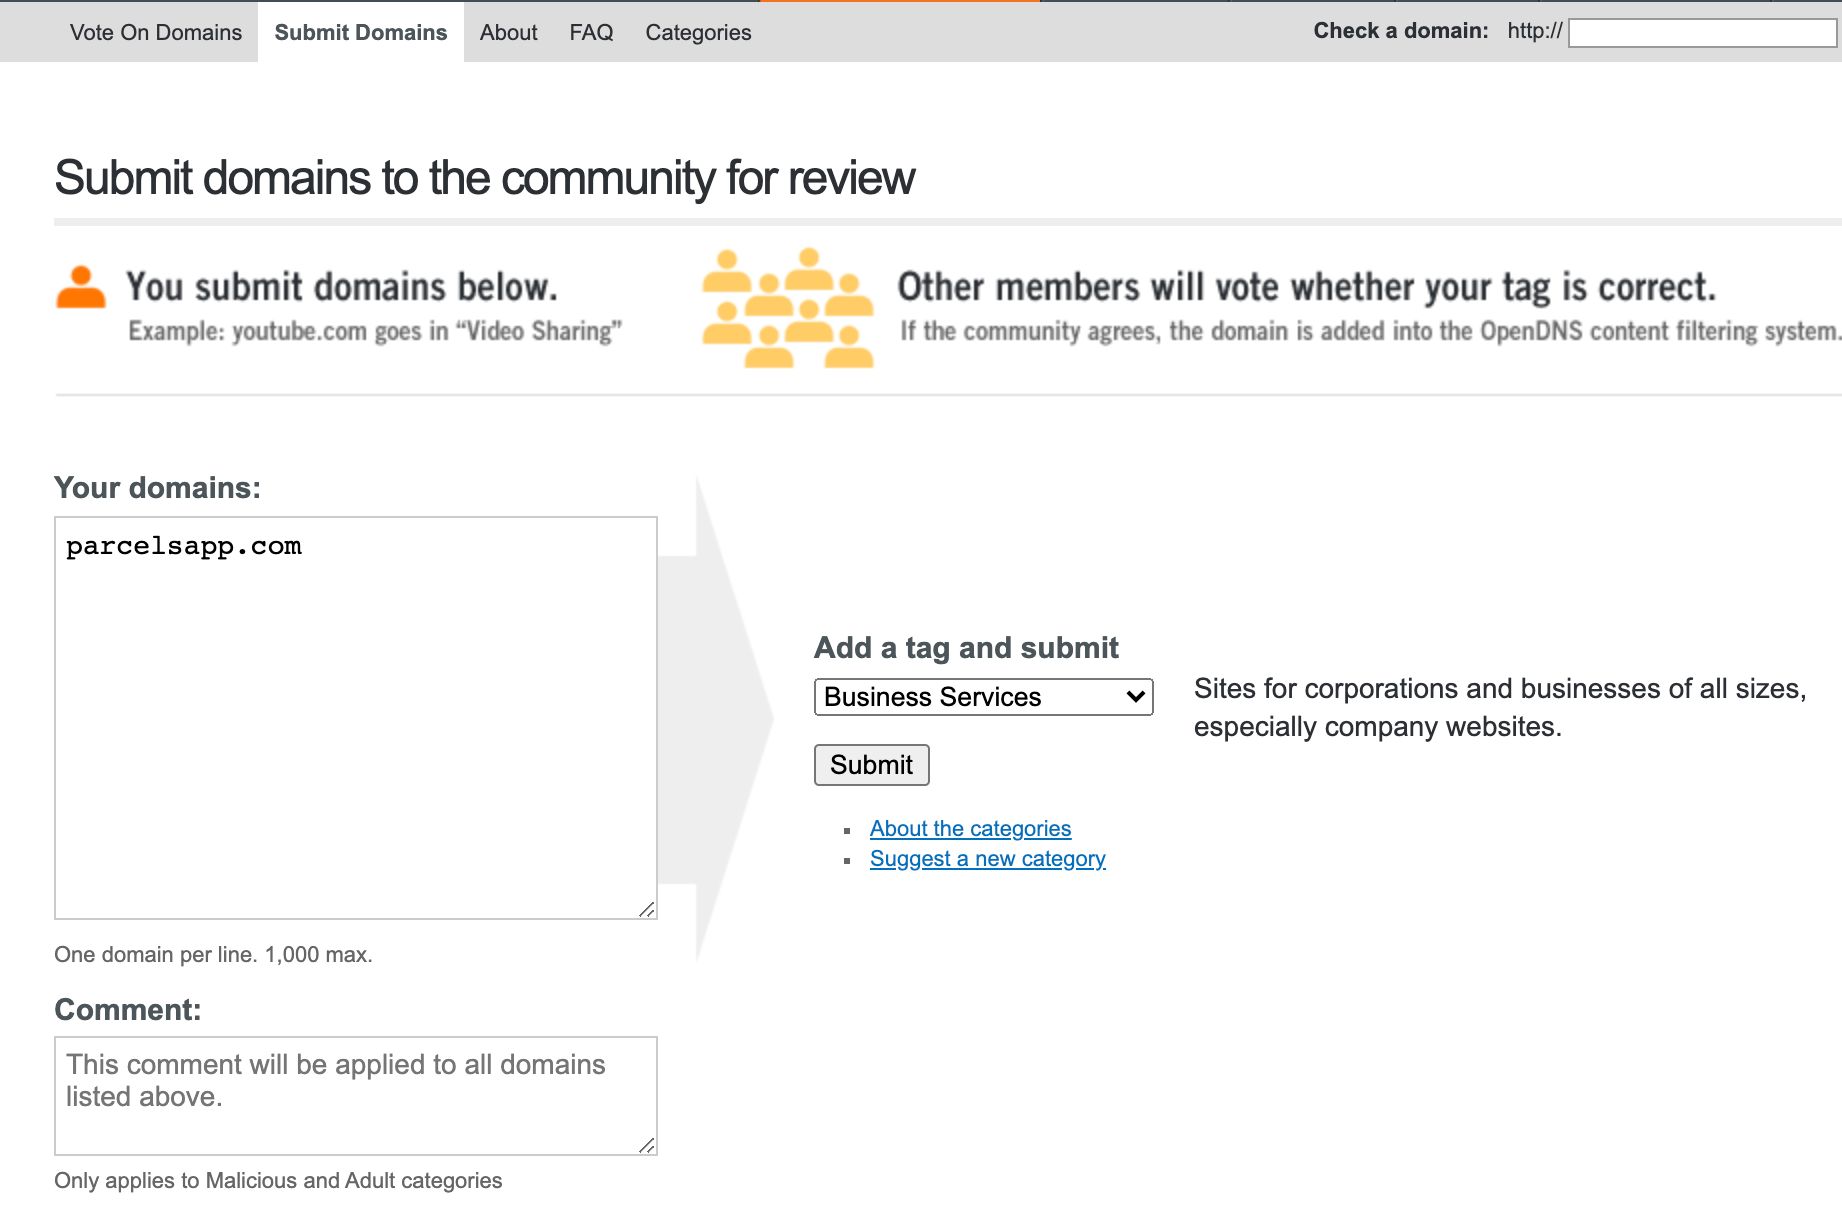 Vote On Domains
Submit Domains
About
FAQ
Categories
Check a domain: http://
Submit domains to the community for review
You submit domains below.
Example: youtube.com goes in “Video Sharing”
Other members will vote whether your tag is correct.
If the community agrees, the domain is added into the OpenDNS content filtering system.
Your domains:
parcelsapp.com
One domain per line. 1,000 max.
Comment:
This comment will be applied to all domains
listed above.
Only applies to Malicious and Adult categories
Add a tag and submit
Business Services
Submit
About the categories
Suggest a new category
Sites for corporations and businesses of all sizes,
especially company websites.